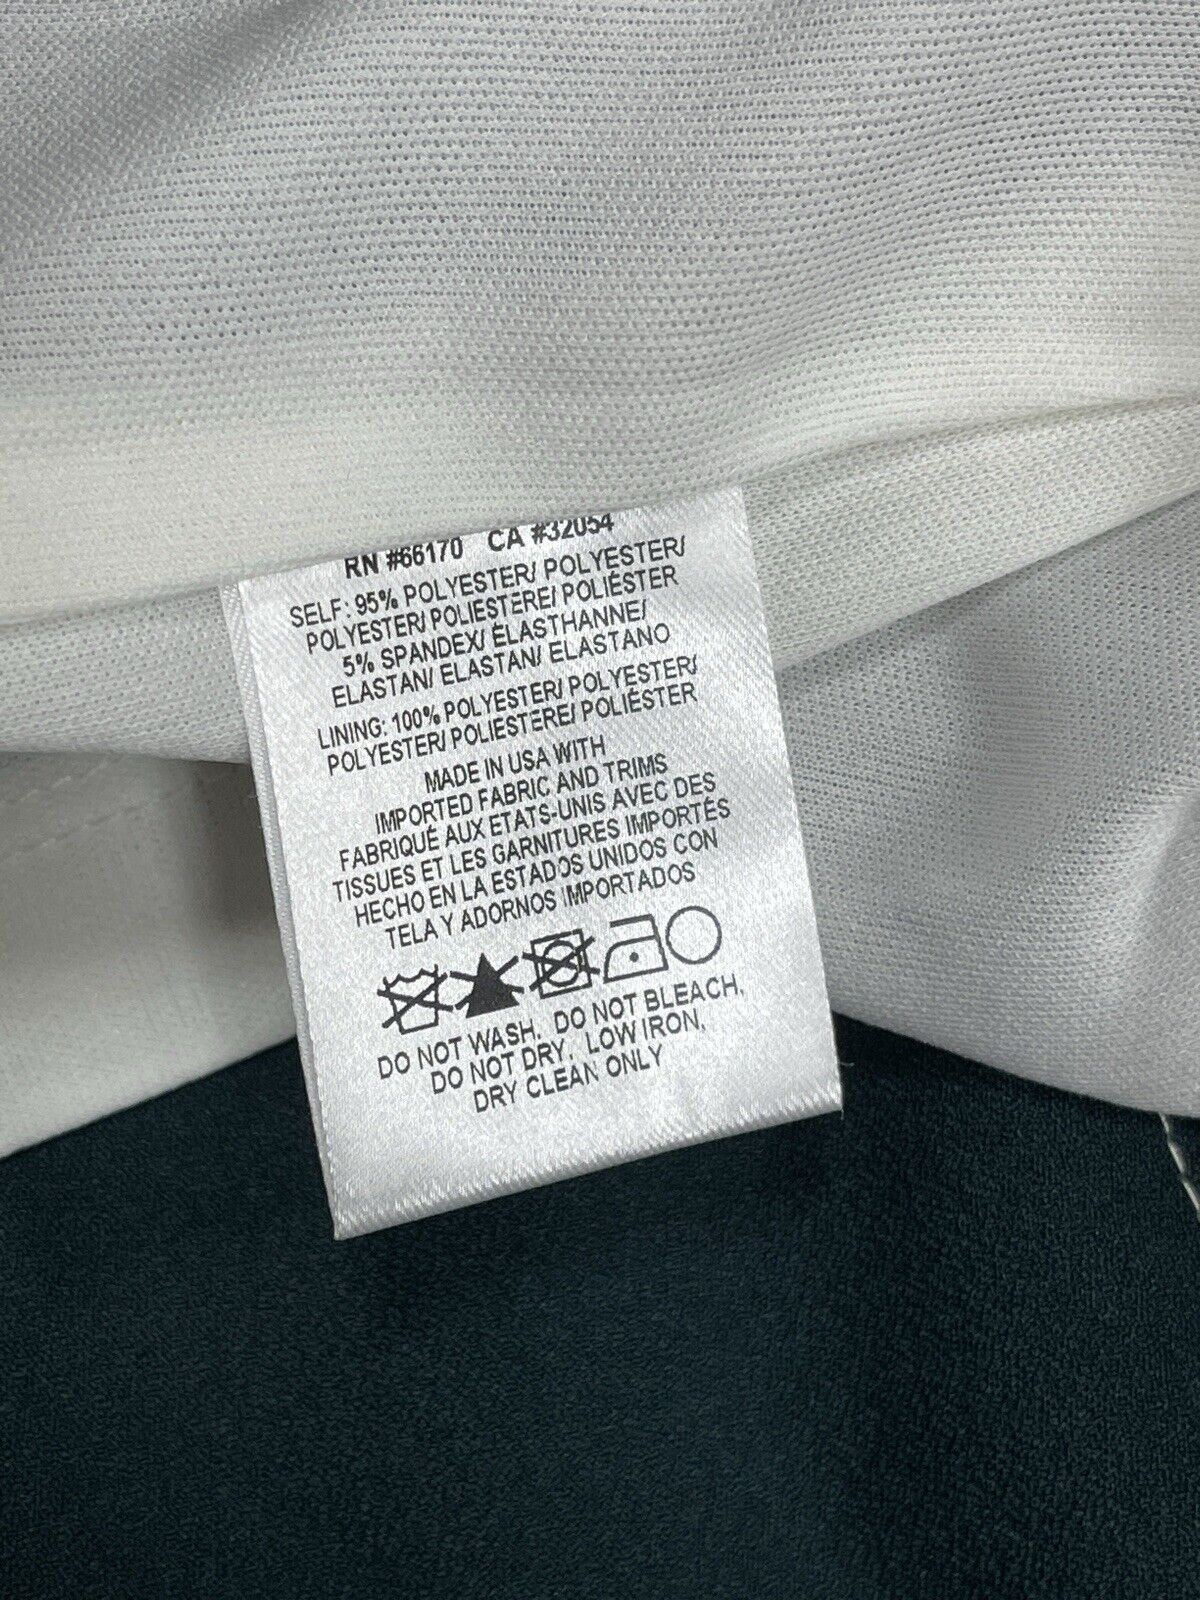 RN #66170 CA #32054
SELF: 95% POLYESTER/ POLYESTER/
POLYESTER/ POLIESTERE/ POLIÉSTER
5% SPANDEX/ ÉLASTHANNE/
ELASTAN/ ELASTAN/ ELASTANO
LINING: 100% POLYESTER/ POLYESTER/
POLYESTER/ POLIESTERE/ POLIÉSTER
MADE IN USA WITH
IMPORTED FABRIC AND TRIMS
FABRIQUÉ AUX ETATS-UNIS AVEC DES
TISSUES ET LES GARNITURES IMPORTÉS
HECHO EN LA ESTADOS UNIDOS CON
TELA Y ADORNOS IMPORTADOS
DO NOT WASH. DO NOT BLEACH.
DO NOT DRY. LOW IRON.
DRY CLEAN ONLY